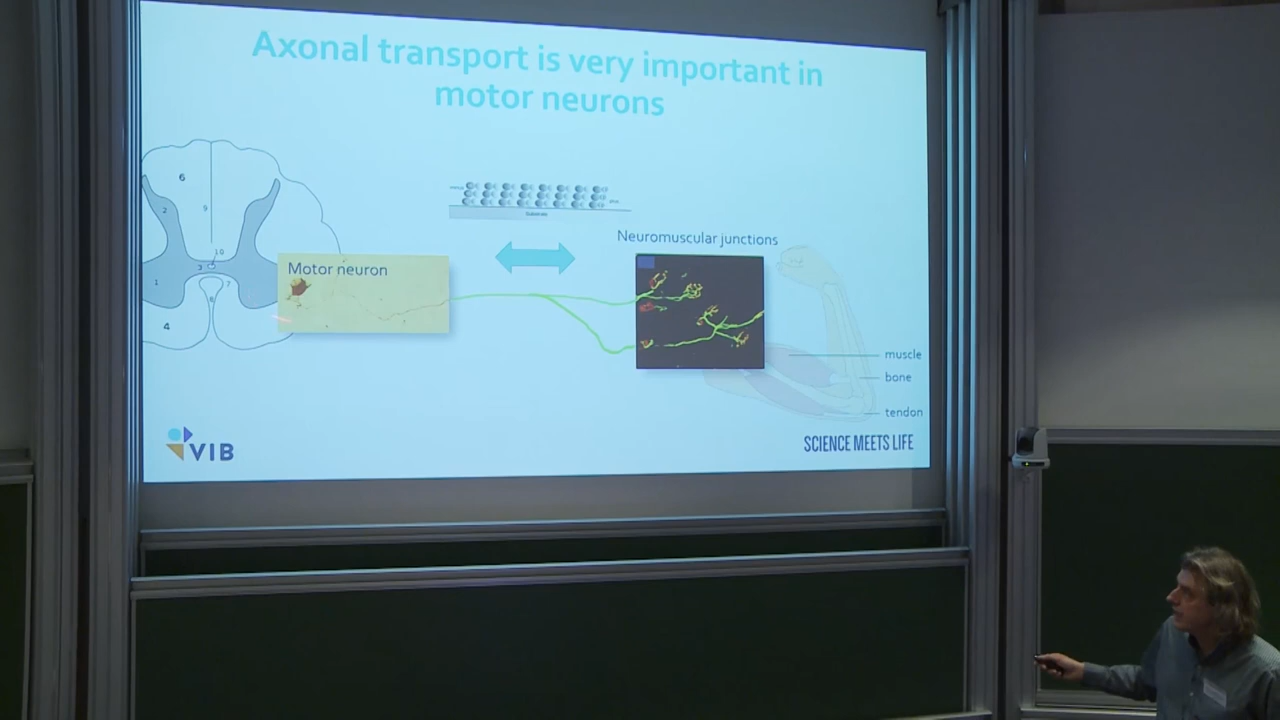 Axonal transport is very important in
motor neurons
6
2
9
10
3
1
7
8
4
Substrate
Motor neuron
Neuromuscular junctions
muscle
bone
tendon
VIB
SCIENCE MEETS LIFE